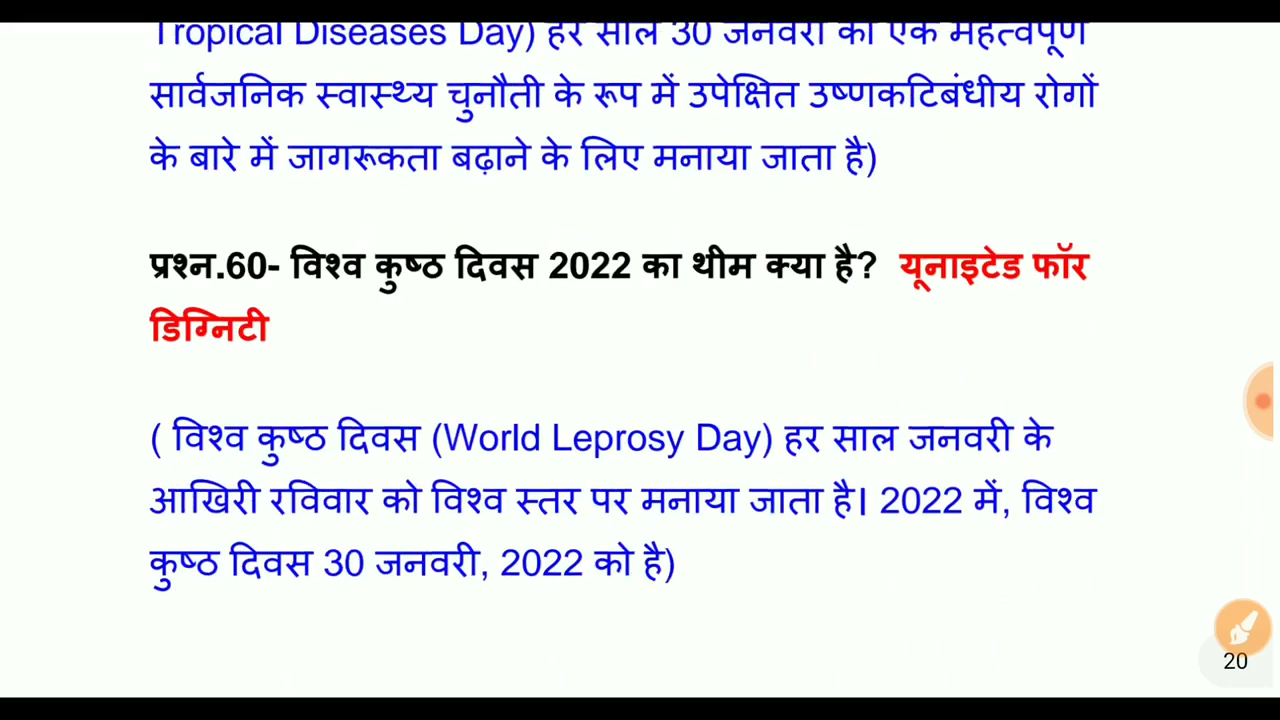 Tropical Diseases Day) हर साल 30 जनवरी को एक महत्वपूर्ण
सार्वजनिक स्वास्थ्य चुनौती के रूप में उपेक्षित उष्णकटिबंधीय रोगों
के बारे में जागरूकता बढ़ाने के लिए मनाया जाता है)
प्रश्न.60- विश्व कुष्ठ दिवस 2022 का थीम क्या है? यूनाइटेड फॉर
डिग्निटी
( विश्व कुष्ठ दिवस (World Leprosy Day) हर साल जनवरी के
आखिरी रविवार को विश्व स्तर पर मनाया जाता है। 2022 में, विश्व
कुष्ठ दिवस 30 जनवरी, 2022 को है)
20